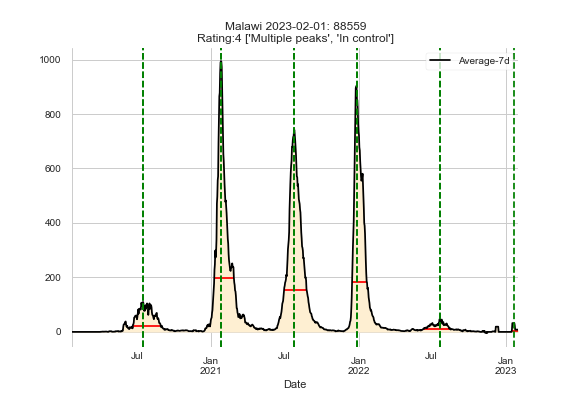 Malawi 2023-02-01: 88559
Rating:4 ['Multiple peaks', 'In control']
Average-7d
1000
800
600
400
200
0
Jul
Jan
2021
Jul
Jan
2022
Jul
Jan
2023
Date